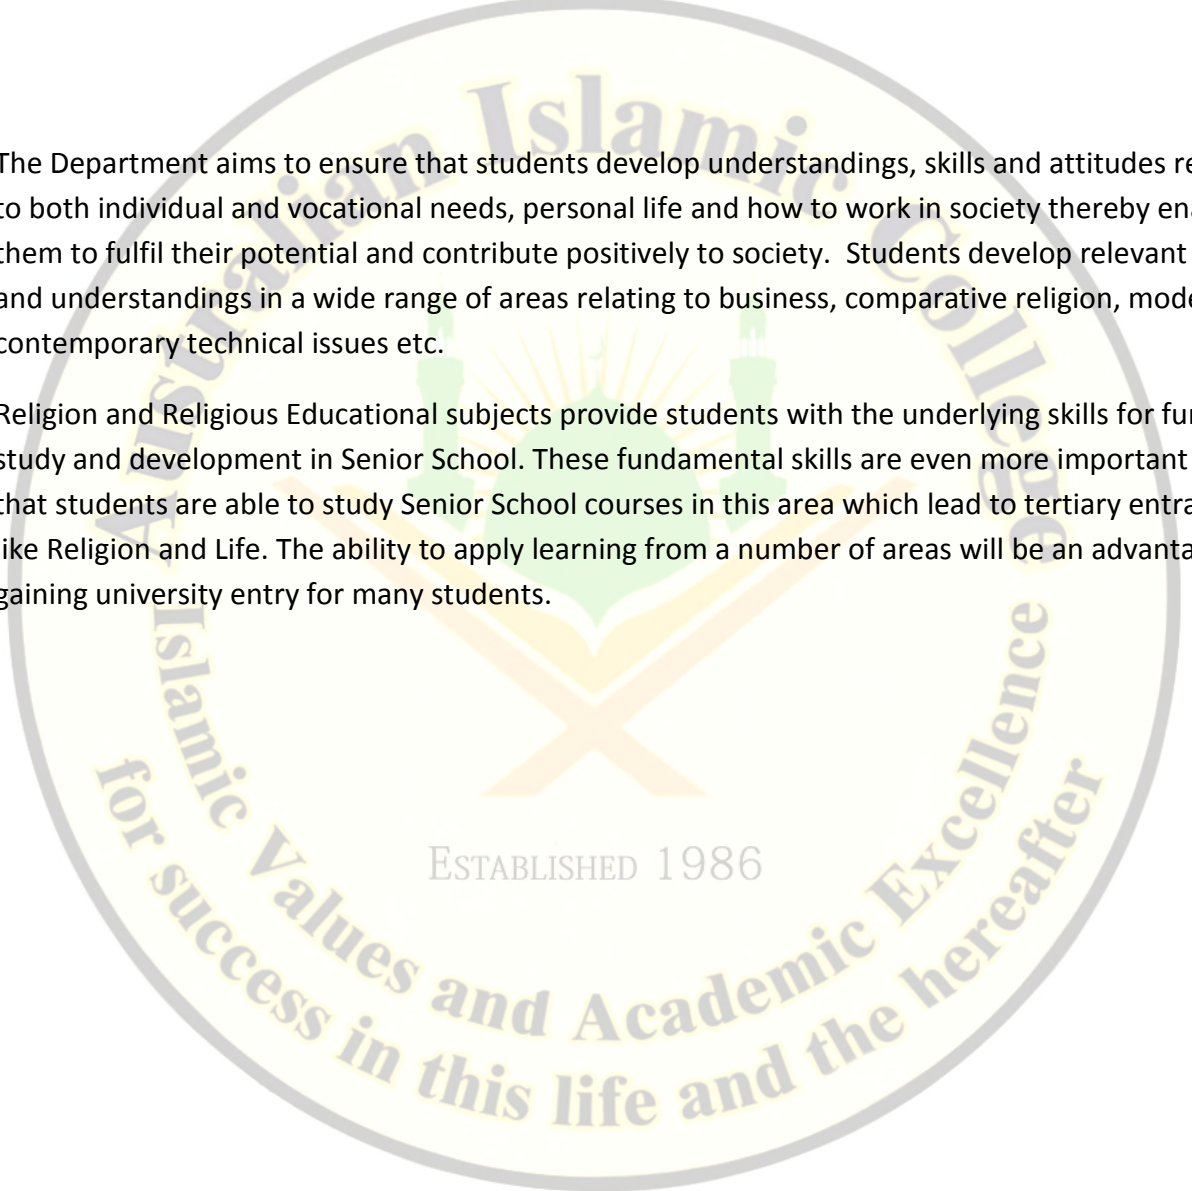 The Department aims to ensure that students develop understandings, skills and attitudes
to both individual and vocational needs, personal life and how to work in society thereby
them to fulfil their potential and contribute positively to society. Students develop relevant
and understandings in a wide range of areas relating to business, comparative religion,
contemporary technical issues etc.
Religion and Religious Educational subjects provide students with the underlying skills for
study and development in Senior School. These fundamental skills are even more important
that students are able to study Senior School courses in this area which lead to tertiary
like Religion and Life. The ability to apply learning from a number of areas will be an
gaining university entry for many students.
Australian Islamic College
ESTABLISHED 1986
Islamic Values and Academic Excellence
for success in this life and the hereafter